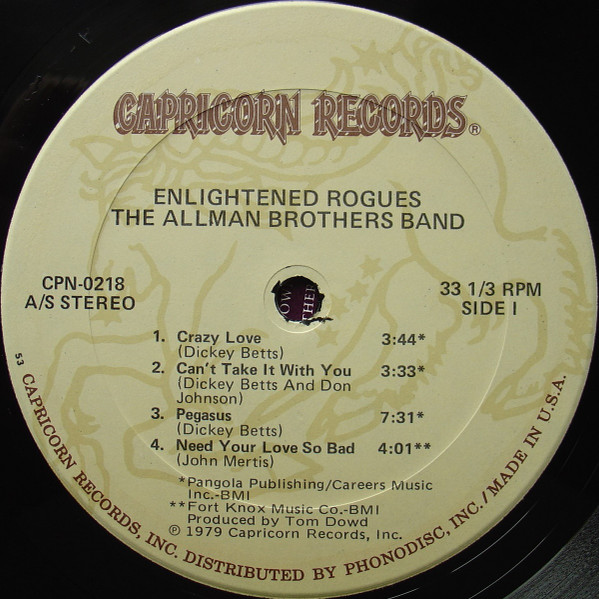 CAPRICORN RECORDS®
ENLIGHTENED ROGUES
THE ALLMAN BROTHERS BAND
CPN-0218
A/S STEREO
33 1/3 RPM
SIDE I
OW
THER
1. Crazy Love 3:44*
(Dickey Betts)
2. Can't Take It With You 3:33*
(Dickey Betts And Don
Johnson)
3. Pegasus 7:31*
(Dickey Betts)
4. Need Your Love So Bad 4:01**
(John Mertis)
*Pangola Publishing/Careers Music
Inc.-BMI
**Fort Knox Music Co.-BMI
Produced by Tom Dowd
℗ 1979 Capricorn Records, Inc.
53
CAPRICORN RECORDS, INC. DISTRIBUTED BY PHONODISC, INC./MADE IN U.S.A.